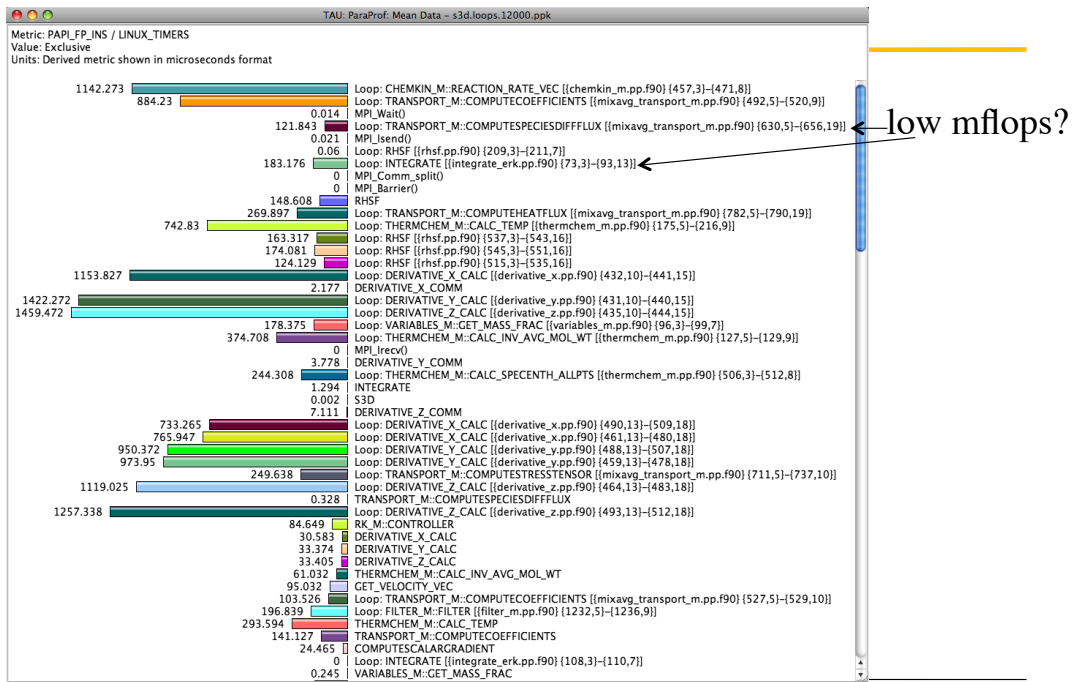 TAU: ParaProf: Mean Data – s3d.loops.12000.ppk
Metric: PAPI_FP_INS / LINUX_TIMERS
Value: Exclusive
Units: Derived metric shown in microseconds format
1142.273 Loop: CHEMKIN_M::REACTION_RATE_VEC [{chemkin_m.pp.f90} {457,3}–{471,8}]
884.23 Loop: TRANSPORT_M::COMPUTECOEFFICIENTS [{mixavg_transport_m.pp.f90} {492,5}–{520,9}]
0.014 MPI_Wait()
121.843 Loop: TRANSPORT_M::COMPUTESPECIESDIFFFLUX [{mixavg_transport_m.pp.f90} {630,5}–{656,19}] low mflops?
0.021 MPI_Isend()
0.06 Loop: RHSF [{rhsf.pp.f90} {209,3}–{211,7}]
183.176 Loop: INTEGRATE [{integrate_erk.pp.f90} {73,3}–{93,13}]
0 MPI_Comm_split()
0 MPI_Barrier()
148.608 RHSF
269.897 Loop: TRANSPORT_M::COMPUTEHEATFLUX [{mixavg_transport_m.pp.f90} {782,5}–{790,19}]
742.83 Loop: THERMCHEM_M::CALC_TEMP [{thermchem_m.pp.f90} {175,5}–{216,9}]
163.317 Loop: RHSF [{rhsf.pp.f90} {537,3}–{543,16}]
174.081 Loop: RHSF [{rhsf.pp.f90} {545,3}–{551,16}]
124.129 Loop: RHSF [{rhsf.pp.f90} {515,3}–{535,16}]
1153.827 Loop: DERIVATIVE_X_CALC [{derivative_x.pp.f90} {432,10}–{441,15}]
2.177 DERIVATIVE_X_COMM
1422.272 Loop: DERIVATIVE_Y_CALC [{derivative_y.pp.f90} {431,10}–{440,15}]
1459.472 Loop: DERIVATIVE_Z_CALC [{derivative_z.pp.f90} {435,10}–{444,15}]
178.375 Loop: VARIABLES_M::GET_MASS_FRAC [{variables_m.pp.f90} {96,3}–{99,7}]
374.708 Loop: THERMCHEM_M::CALC_INV_AVG_MOL_WT [{thermchem_m.pp.f90} {127,5}–{129,9}]
0 MPI_Irecv()
3.778 DERIVATIVE_Y_COMM
244.308 Loop: THERMCHEM_M::CALC_SPECENTH_ALLPTS [{thermchem_m.pp.f90} {506,3}–{512,8}]
1.294 INTEGRATE
0.002 S3D
7.111 DERIVATIVE_Z_COMM
733.265 Loop: DERIVATIVE_X_CALC [{derivative_x.pp.f90} {490,13}–{509,18}]
765.947 Loop: DERIVATIVE_X_CALC [{derivative_x.pp.f90} {461,13}–{480,18}]
950.372 Loop: DERIVATIVE_Y_CALC [{derivative_y.pp.f90} {488,13}–{507,18}]
973.95 Loop: DERIVATIVE_Y_CALC [{derivative_y.pp.f90} {459,13}–{478,18}]
249.638 Loop: TRANSPORT_M::COMPUTESTRESSTENSOR [{mixavg_transport_m.pp.f90} {711,5}–{737,10}]
1119.025 Loop: DERIVATIVE_Z_CALC [{derivative_z.pp.f90} {464,13}–{483,18}]
0.328 TRANSPORT_M::COMPUTESPECIESDIFFFLUX
1257.338 Loop: DERIVATIVE_Z_CALC [{derivative_z.pp.f90} {493,13}–{512,18}]
84.649 RK_M::CONTROLLER
30.583 DERIVATIVE_X_CALC
33.374 DERIVATIVE_Y_CALC
33.405 DERIVATIVE_Z_CALC
61.032 THERMCHEM_M::CALC_INV_AVG_MOL_WT
95.032 GET_VELOCITY_VEC
103.526 Loop: TRANSPORT_M::COMPUTECOEFFICIENTS [{mixavg_transport_m.pp.f90} {527,5}–{529,10}]
196.839 Loop: FILTER_M::FILTER [{filter_m.pp.f90} {1232,5}–{1236,9}]
293.594 THERMCHEM_M::CALC_TEMP
141.127 TRANSPORT_M::COMPUTECOEFFICIENTS
24.465 COMPUTESCALARGRADIENT
0 Loop: INTEGRATE [{integrate_erk.pp.f90} {108,3}–{110,7}]
0.245 VARIABLES_M::GET_MASS_FRAC